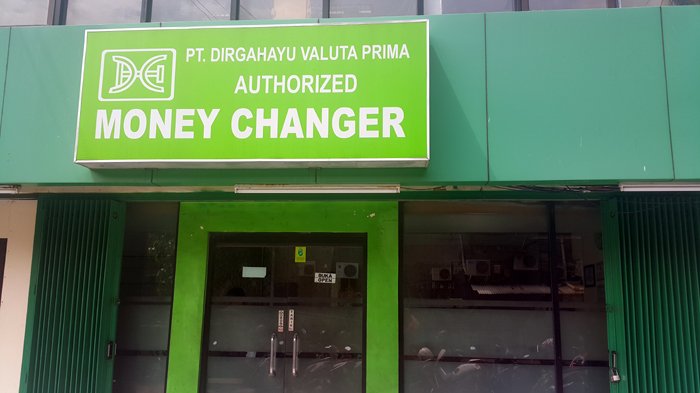 PT. DIRGAHAYU VALUTA PRIMA
AUTHORIZED
MONEY CHANGER
BUKA
OPEN